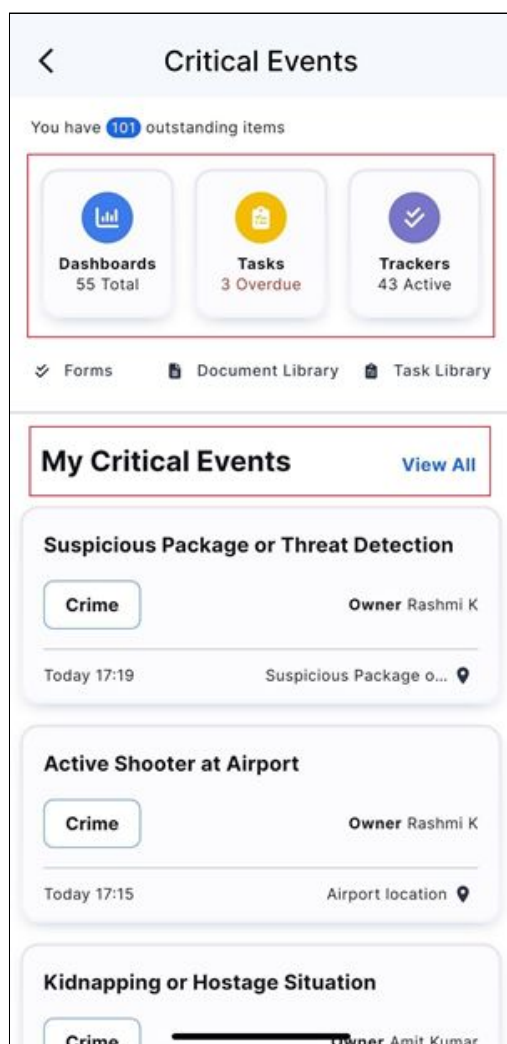 Critical Events
You have 101 outstanding items
Dashboards
55 Total
Tasks
3 Overdue
Trackers
43 Active
Forms Document Library Task Library
My Critical Events View All
Suspicious Package or Threat Detection
Crime Owner Rashmi K
Today 17:19 Suspicious Package o...
Active Shooter at Airport
Crime Owner Rashmi K
Today 17:15 Airport location
Kidnapping or Hostage Situation
Crime Owner Amit Kumar